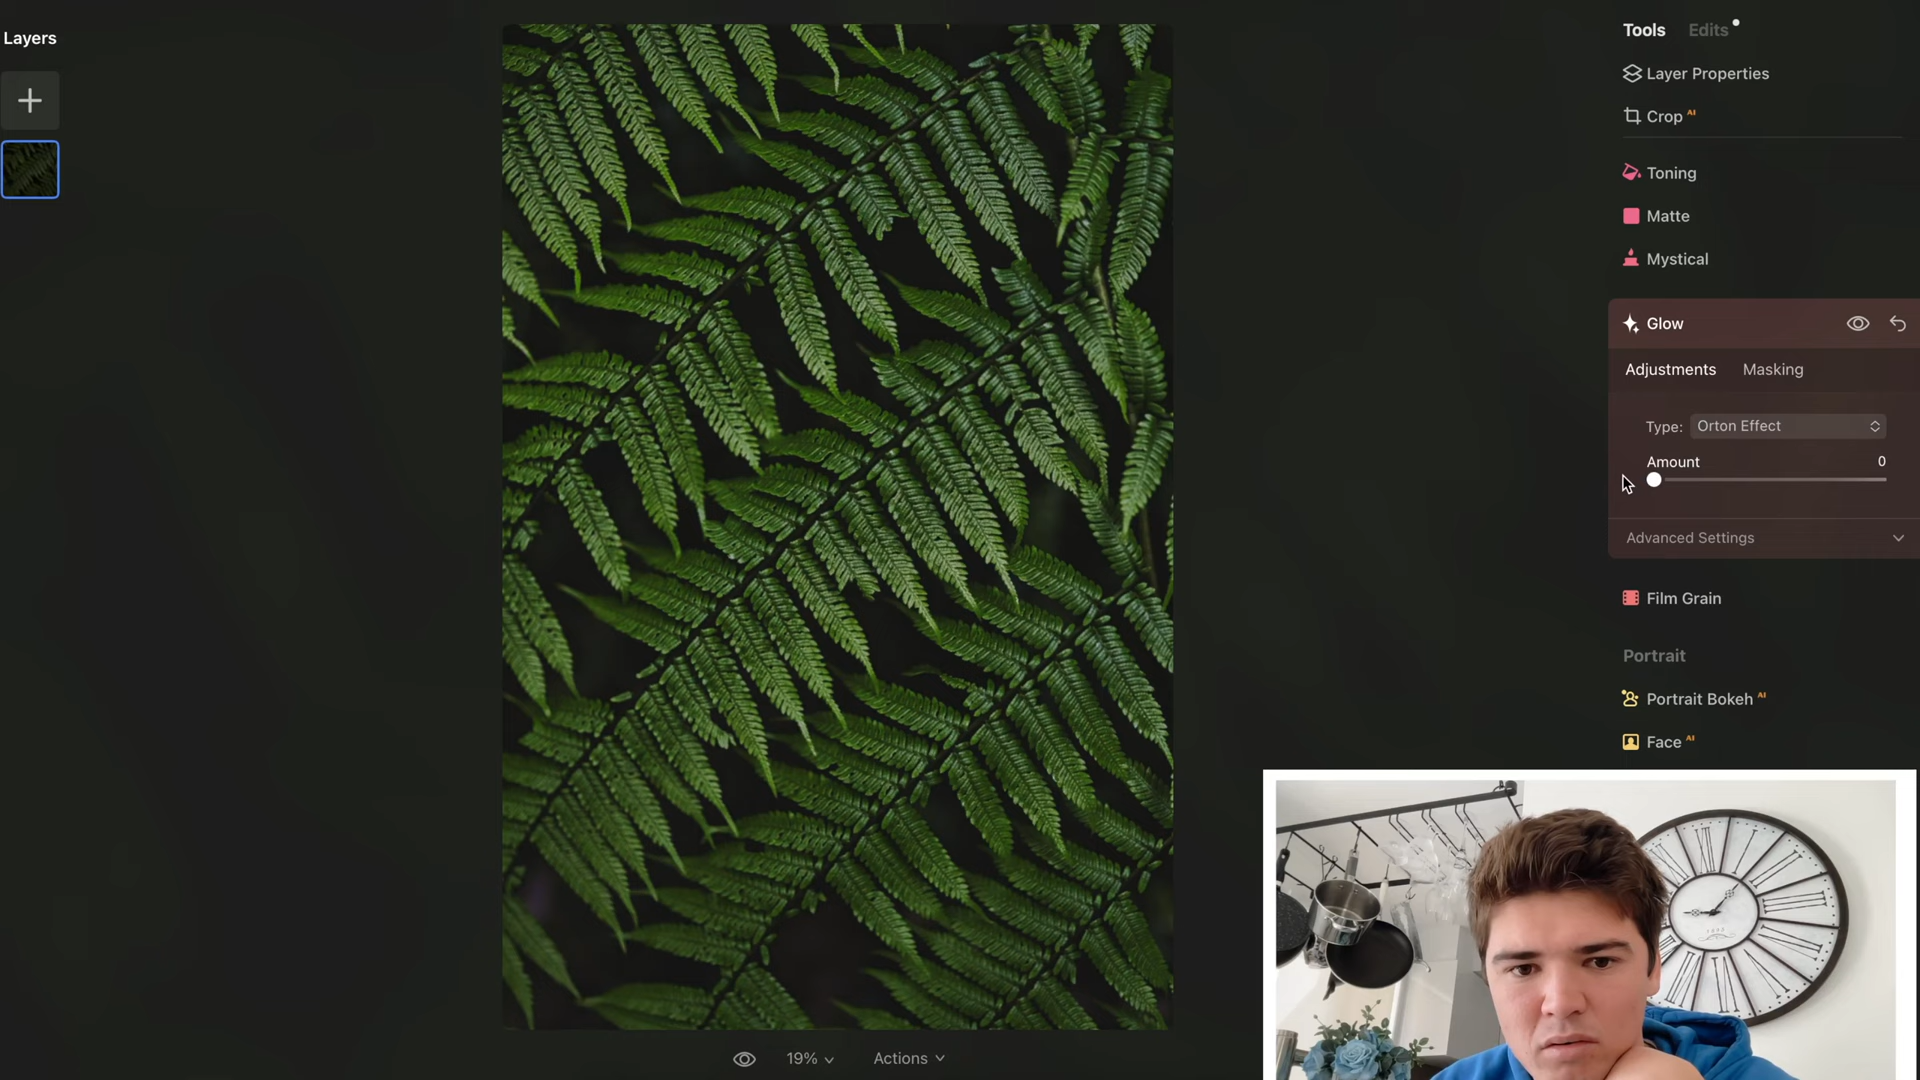 Layers
Tools Edits
Layer Properties
Crop AI
Toning
Matte
Mystical
Glow
Adjustments Masking
Type: Orton Effect
Amount 0
Advanced Settings
Film Grain
Portrait
Portrait Bokeh AI
Face AI
19% Actions